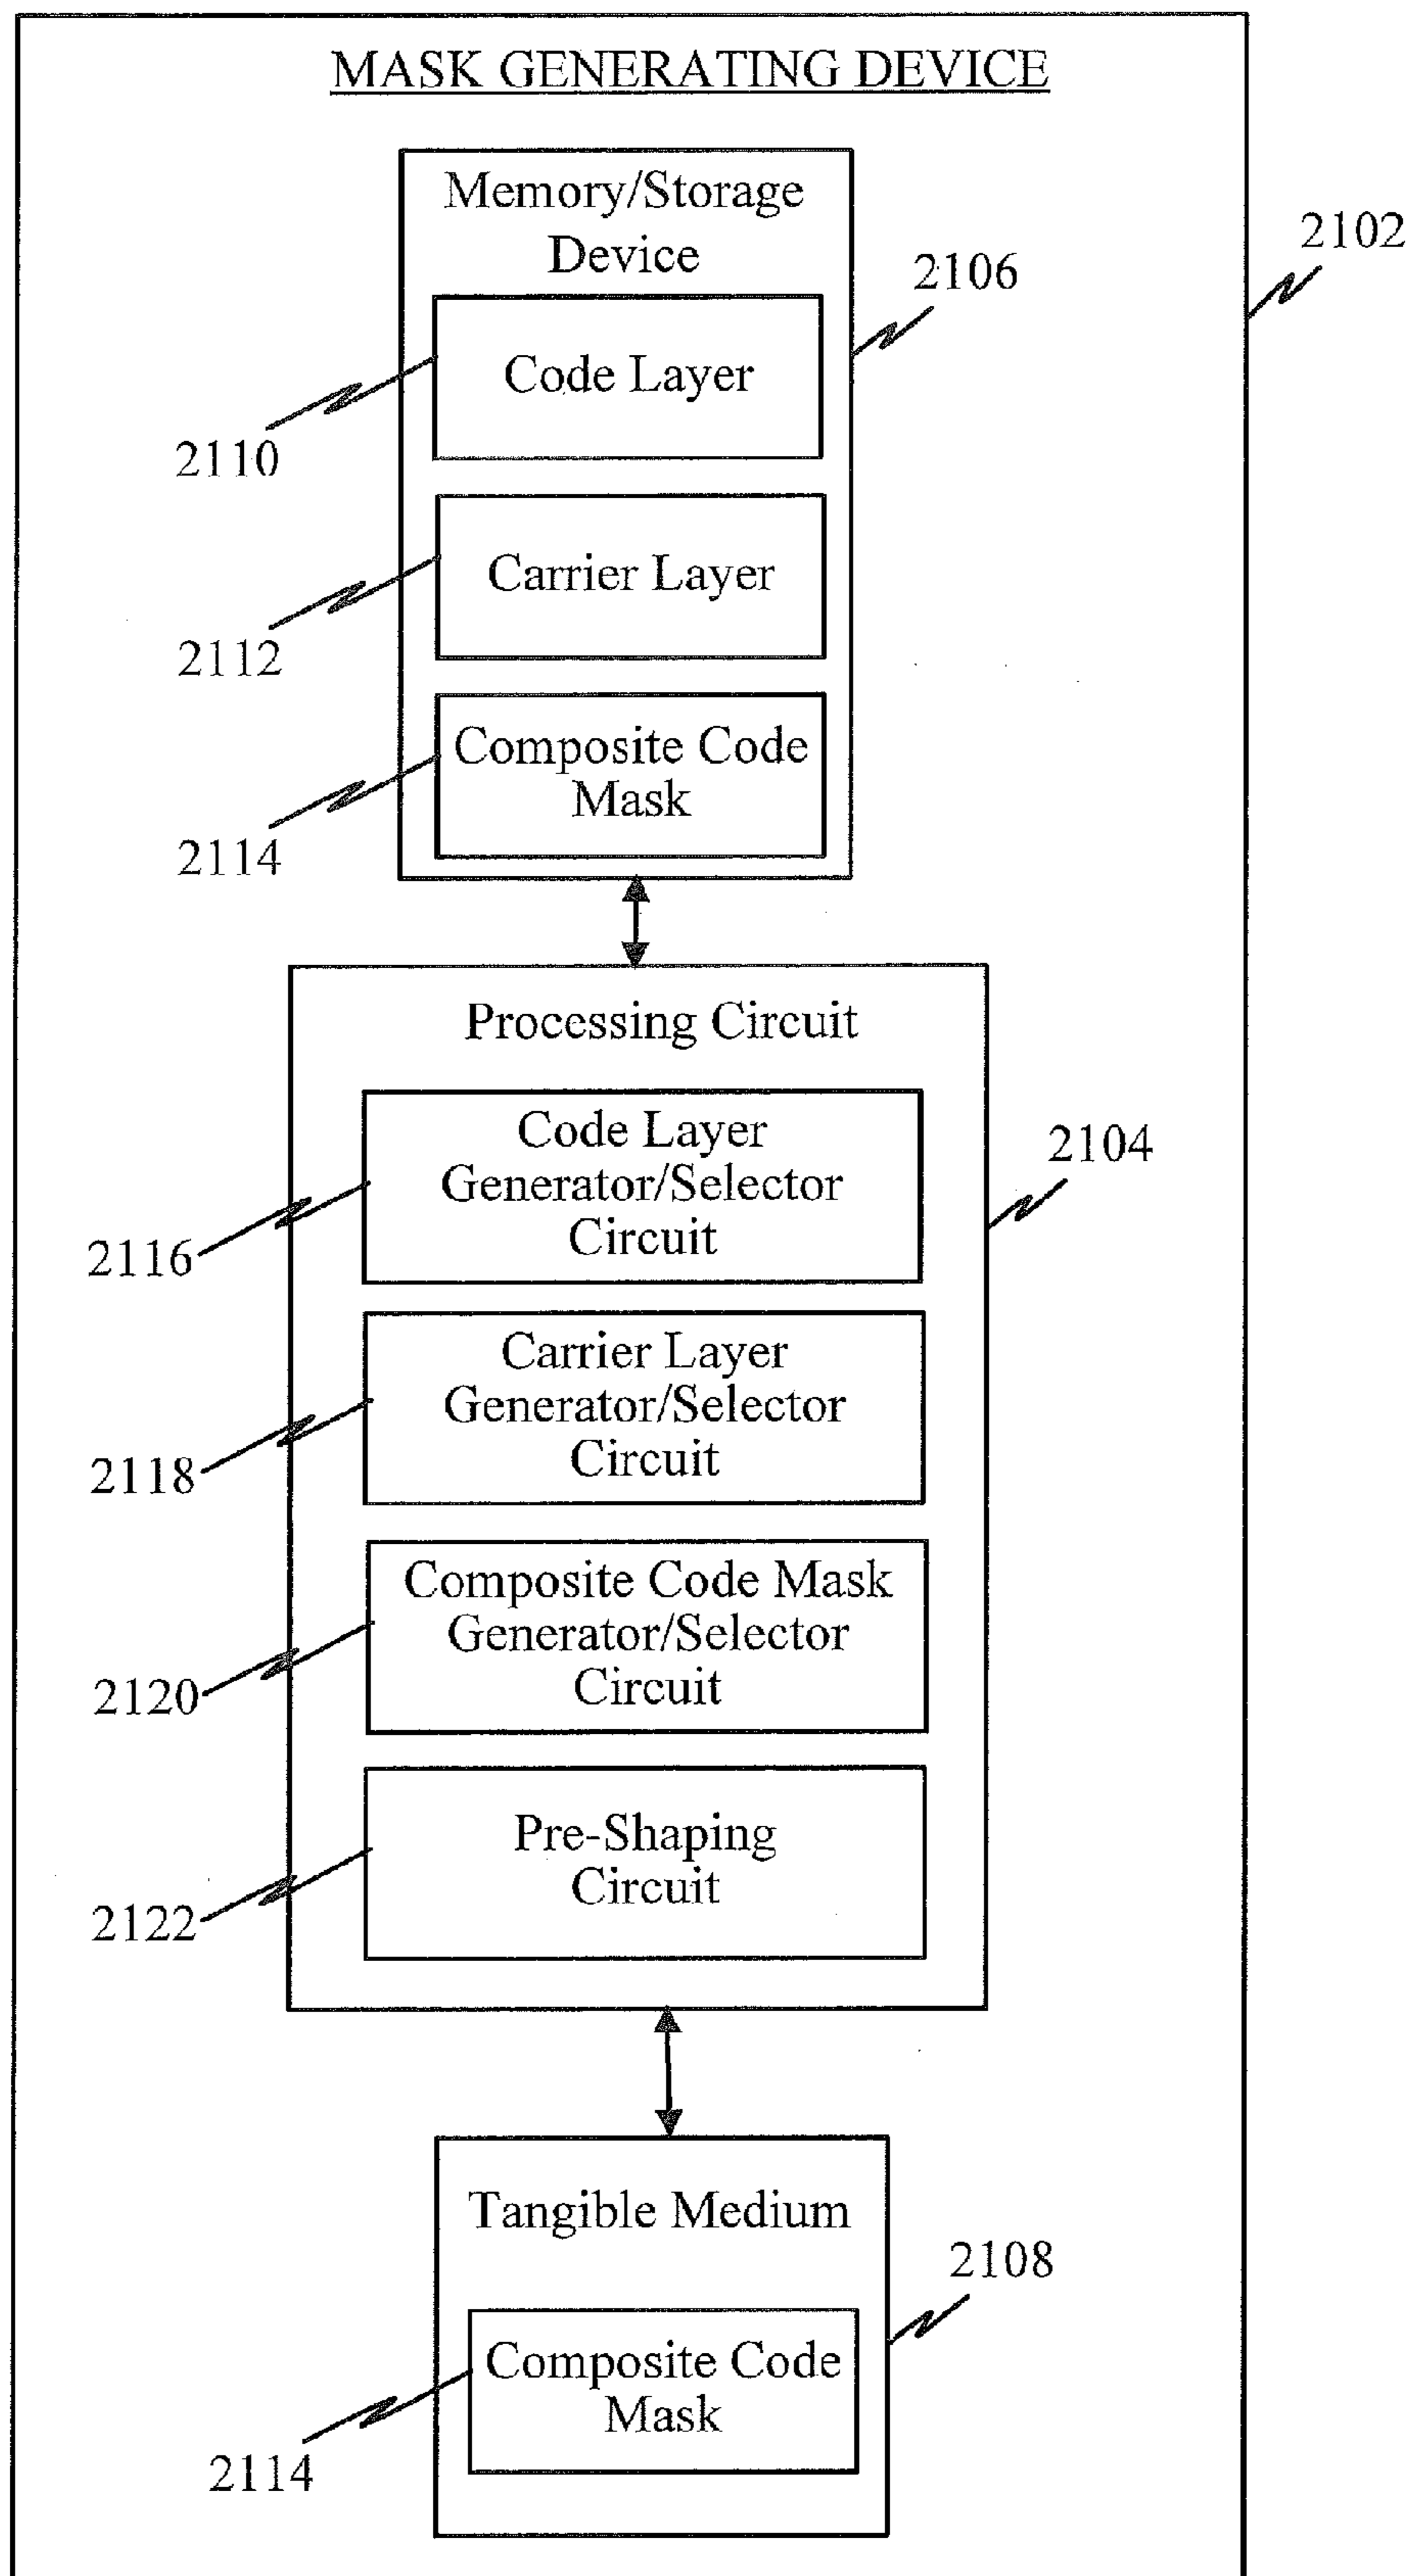 MASK GENERATING DEVICE
Memory/Storage
Device
2102
2106
Code Layer
2110
Carrier Layer
2112
Composite Code
Mask
2114
Processing Circuit
Code Layer
Generator/Selector
Circuit
2104
2116
Carrier Layer
Generator/Selector
Circuit
2118
Composite Code Mask
Generator/Selector
Circuit
2120
Pre-Shaping
Circuit
2122
Tangible Medium
2108
Composite Code
Mask
2114